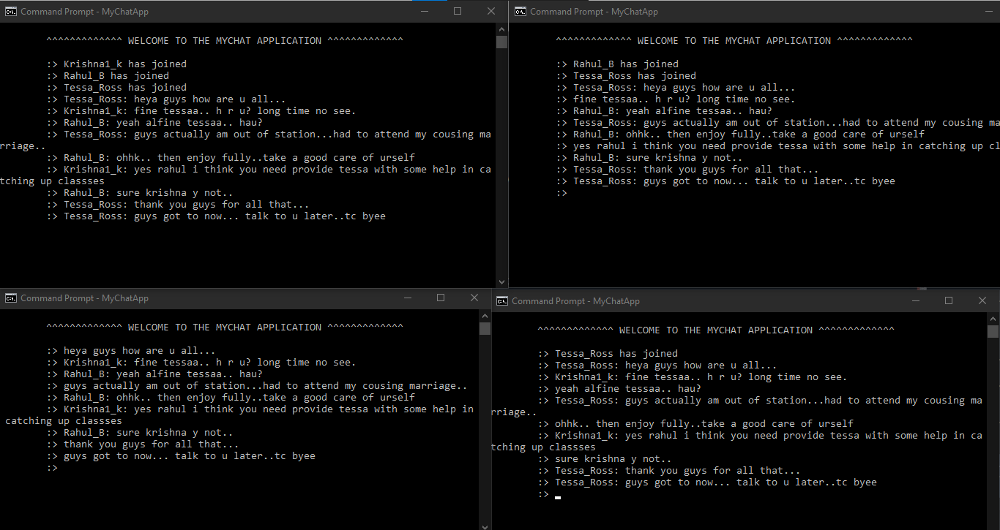 Command Prompt - MyChatApp
^^^^^^^^^^^^^ WELCOME TO THE MYCHAT APPLICATION ^^^^^^^^^^^^^
:> Krishna1_k has joined
:> Rahul_B has joined
:> Tessa_Ross has joined
:> Tessa_Ross: heya guys how are u all...
:> Krishna1_k: fine tessaa.. h r u? long time no see.
:> Rahul_B: yeah alfine tessaa.. hau?
:> Tessa_Ross: guys actually am out of station...had to attend my cousing ma
rriage..
:> Rahul_B: ohhk.. then enjoy fully..take a good care of urself
:> Krishna1_k: yes rahul i think you need provide tessa with some help in ca
tching up classses
:> Rahul_B: sure krishna y not..
:> Tessa_Ross: thank you guys for all that...
:> Tessa_Ross: guys got to now... talk to u later..tc byee
Command Prompt - MyChatApp
^^^^^^^^^^^^^ WELCOME TO THE MYCHAT APPLICATION ^^^^^^^^^^^^^
:> Rahul_B has joined
:> Tessa_Ross has joined
:> Tessa_Ross: heya guys how are u all...
:> fine tessaa.. h r u? long time no see.
:> Rahul_B: yeah alfine tessaa.. hau?
:> Tessa_Ross: guys actually am out of station...had to attend my cousing ma
:> Rahul_B: ohhk.. then enjoy fully..take a good care of urself
:> yes rahul i think you need provide tessa with some help in catching up cl
:> Rahul_B: sure krishna y not..
:> Tessa_Ross: thank you guys for all that...
:> Tessa_Ross: guys got to now... talk to u later..tc byee
:>
Command Prompt - MyChatApp
^^^^^^^^^^^^^ WELCOME TO THE MYCHAT APPLICATION ^^^^^^^^^^^^^
:> heya guys how are u all...
:> Krishna1_k: fine tessaa.. h r u? long time no see.
:> Rahul_B: yeah alfine tessaa.. hau?
:> guys actually am out of station...had to attend my cousing marriage..
:> Rahul_B: ohhk.. then enjoy fully..take a good care of urself
:> Krishna1_k: yes rahul i think you need provide tessa with some help in
catching up classses
:> Rahul_B: sure krishna y not..
:> thank you guys for all that...
:> guys got to now... talk to u later..tc byee
:>
Command Prompt - MyChatApp
^^^^^^^^^^^^^ WELCOME TO THE MYCHAT APPLICATION ^^^^^^^^^^^^^
:> Tessa_Ross has joined
:> Tessa_Ross: heya guys how are u all...
:> Krishna1_k: fine tessaa.. h r u? long time no see.
:> yeah alfine tessaa.. hau?
:> Tessa_Ross: guys actually am out of station...had to attend my cousing ma
rriage..
:> ohhk.. then enjoy fully..take a good care of urself
:> Krishna1_k: yes rahul i think you need provide tessa with some help in ca
tching up classses
:> sure krishna y not..
:> Tessa_Ross: thank you guys for all that...
:> Tessa_Ross: guys got to now... talk to u later..tc byee
:>